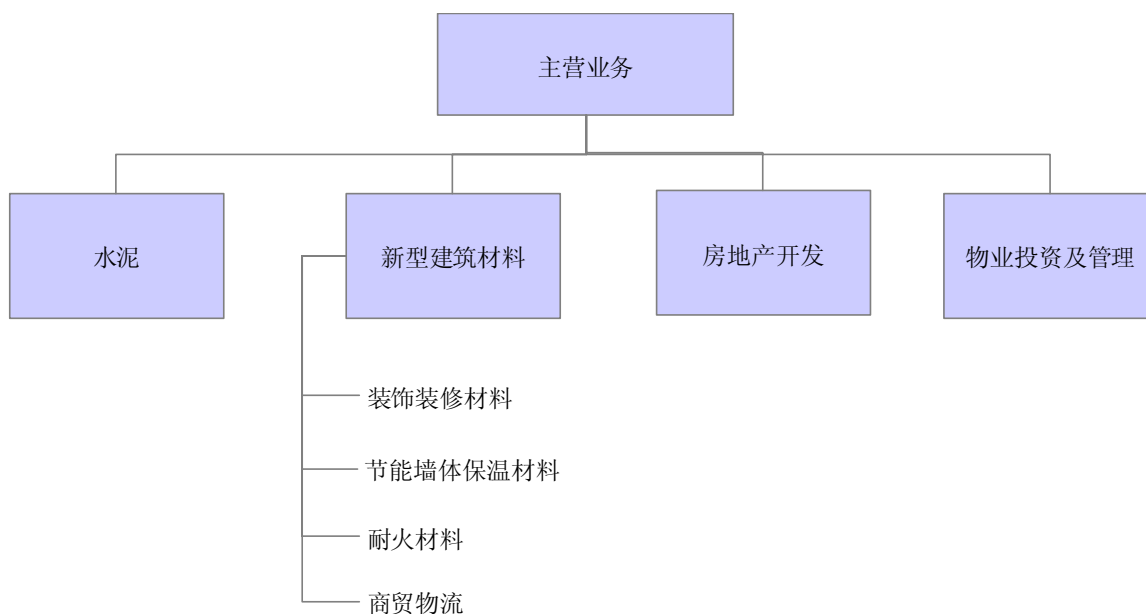 主营业务
水泥
新型建筑材料
房地产开发
物业投资及管理
装饰装修材料
节能墙体保温材料
耐火材料
商贸物流